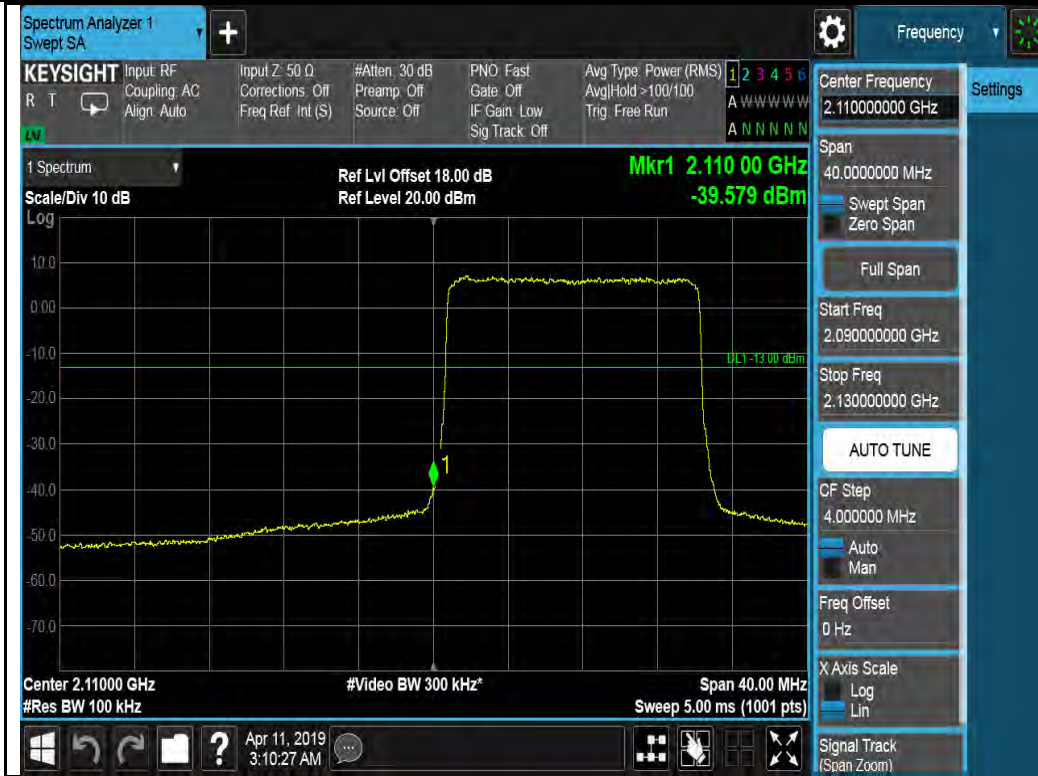 Spectrum Analyzer 1
Swept SA
+
Frequency
KEYSIGHT
R T
LVI
Input: RF
Coupling: AC
Align: Auto
Input Z: 50 Ω
Corrections: Off
Freq Ref: Int (S)
#Atten: 30 dB
Preamp: Off
Source: Off
PNO: Fast
Gate: Off
IF Gain: Low
Sig Track: Off
Avg Type: Power (RMS)
Avg|Hold >100/100
Trig: Free Run
1 2 3 4 5 6
A W W W W W
A N N N N N
1 Spectrum
Scale/Div 10 dB
Ref Lvl Offset 18.00 dB
Ref Level 20.00 dBm
Mkr1 2.110 00 GHz
-39.579 dBm
Log
10.0
0.00
-10.0
-20.0
-30.0
-40.0
-50.0
-60.0
-70.0
DL1 -13.00 dBm
1
Center 2.11000 GHz
#Res BW 100 kHz
#Video BW 300 kHz*
Span 40.00 MHz
Sweep 5.00 ms (1001 pts)
?
Apr 11, 2019
3:10:27 AM
Center Frequency
2.110000000 GHz
Span
40.0000000 MHz
Swept Span
Zero Span
Full Span
Start Freq
2.090000000 GHz
Stop Freq
2.130000000 GHz
AUTO TUNE
CF Step
4.000000 MHz
Auto
Man
Freq Offset
0 Hz
X Axis Scale
Log
Lin
Signal Track
(Span Zoom)
Settings